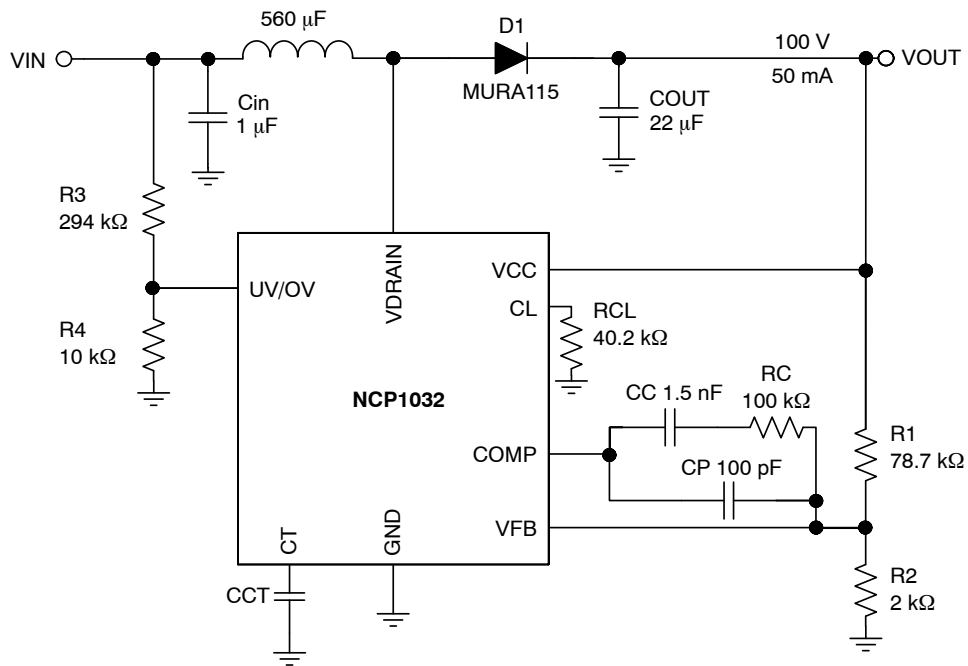 560 μF
D1
100 V
VIN
VOUT
MURA115
50 mA
Cin
1 μF
COUT
22 μF
R3
294 kΩ
VCC
UV/OV
VDRAIN
CL
RCL
40.2 kΩ
R4
10 kΩ
RC
100 kΩ
CC 1.5 nF
NCP1032
R1
78.7 kΩ
COMP
CP 100 pF
VFB
CT
GND
R2
2 kΩ
CCT